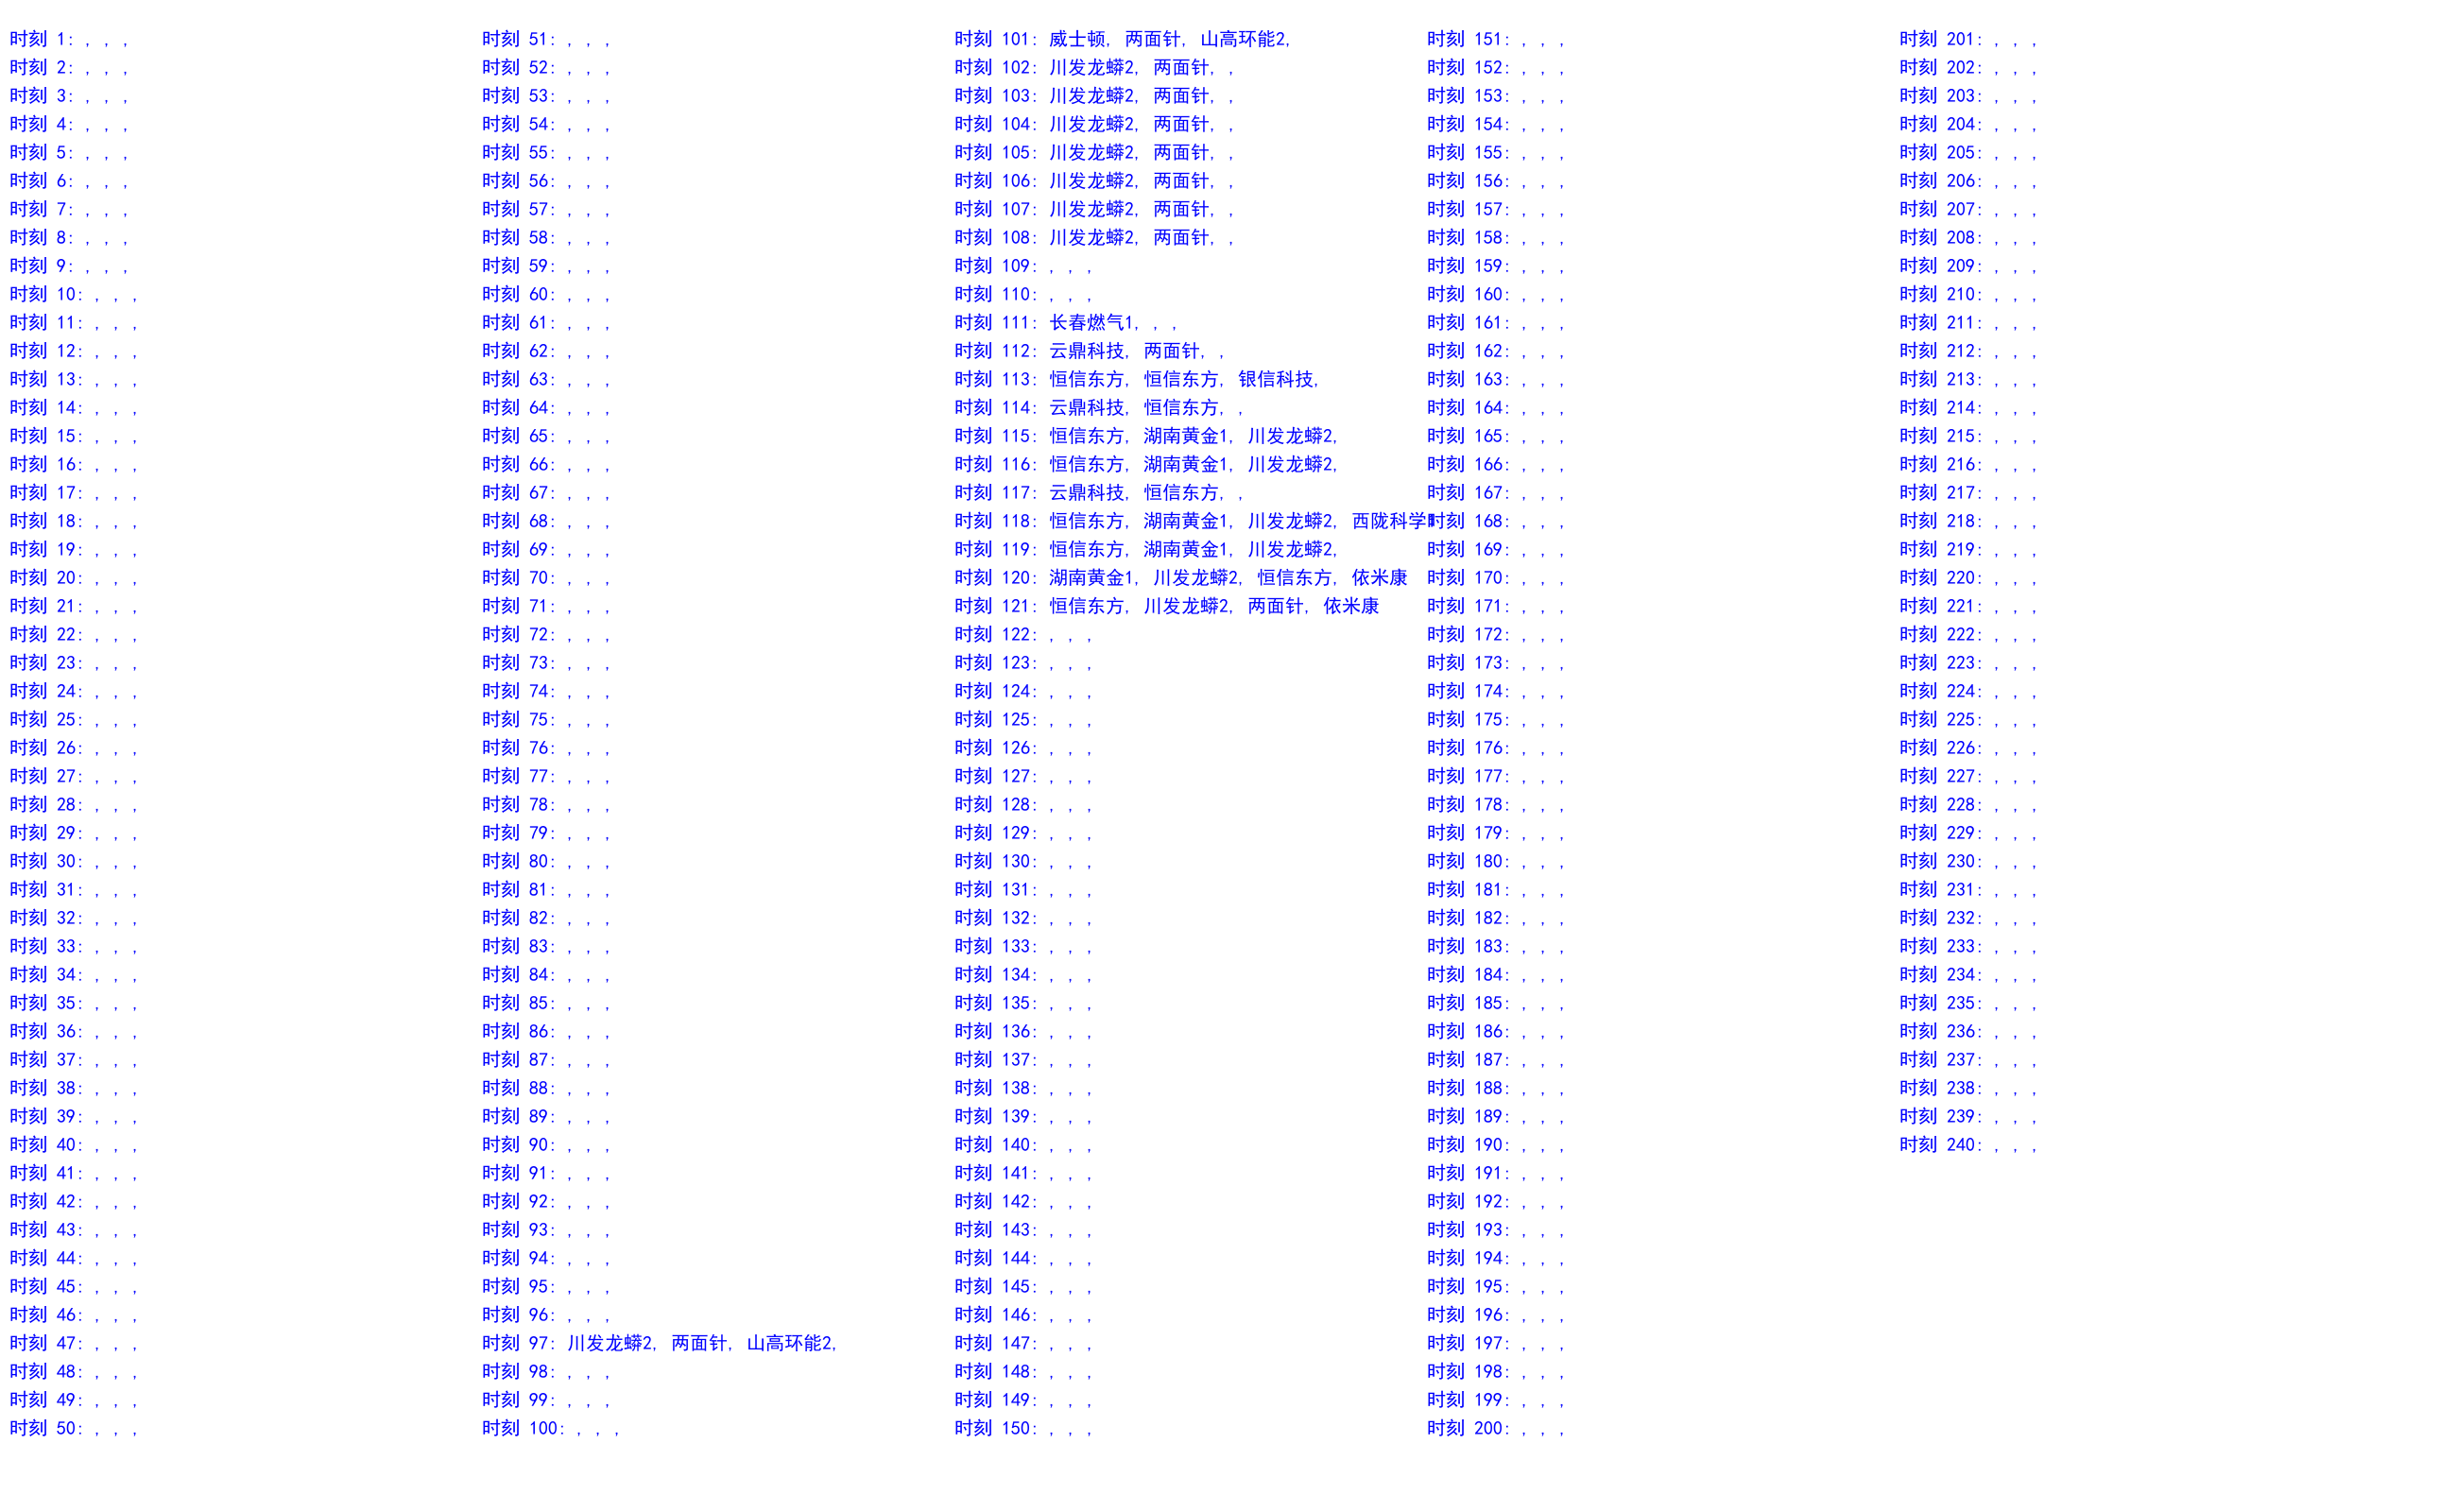 时刻 1: , , ,
时刻 2: , , ,
时刻 3: , , ,
时刻 4: , , ,
时刻 5: , , ,
时刻 6: , , ,
时刻 7: , , ,
时刻 8: , , ,
时刻 9: , , ,
时刻 10: , , ,
时刻 11: , , ,
时刻 12: , , ,
时刻 13: , , ,
时刻 14: , , ,
时刻 15: , , ,
时刻 16: , , ,
时刻 17: , , ,
时刻 18: , , ,
时刻 19: , , ,
时刻 20: , , ,
时刻 21: , , ,
时刻 22: , , ,
时刻 23: , , ,
时刻 24: , , ,
时刻 25: , , ,
时刻 26: , , ,
时刻 27: , , ,
时刻 28: , , ,
时刻 29: , , ,
时刻 30: , , ,
时刻 31: , , ,
时刻 32: , , ,
时刻 33: , , ,
时刻 34: , , ,
时刻 35: , , ,
时刻 36: , , ,
时刻 37: , , ,
时刻 38: , , ,
时刻 39: , , ,
时刻 40: , , ,
时刻 41: , , ,
时刻 42: , , ,
时刻 43: , , ,
时刻 44: , , ,
时刻 45: , , ,
时刻 46: , , ,
时刻 47: , , ,
时刻 48: , , ,
时刻 49: , , ,
时刻 50: , , ,
时刻 51: , , ,
时刻 52: , , ,
时刻 53: , , ,
时刻 54: , , ,
时刻 55: , , ,
时刻 56: , , ,
时刻 57: , , ,
时刻 58: , , ,
时刻 59: , , ,
时刻 60: , , ,
时刻 61: , , ,
时刻 62: , , ,
时刻 63: , , ,
时刻 64: , , ,
时刻 65: , , ,
时刻 66: , , ,
时刻 67: , , ,
时刻 68: , , ,
时刻 69: , , ,
时刻 70: , , ,
时刻 71: , , ,
时刻 72: , , ,
时刻 73: , , ,
时刻 74: , , ,
时刻 75: , , ,
时刻 76: , , ,
时刻 77: , , ,
时刻 78: , , ,
时刻 79: , , ,
时刻 80: , , ,
时刻 81: , , ,
时刻 82: , , ,
时刻 83: , , ,
时刻 84: , , ,
时刻 85: , , ,
时刻 86: , , ,
时刻 87: , , ,
时刻 88: , , ,
时刻 89: , , ,
时刻 90: , , ,
时刻 91: , , ,
时刻 92: , , ,
时刻 93: , , ,
时刻 94: , , ,
时刻 95: , , ,
时刻 96: , , ,
时刻 97: 川发龙蟒2, 两面针, 山高环能2,
时刻 98: , , ,
时刻 99: , , ,
时刻 100: , , ,
时刻 101: 威士顿, 两面针, 山高环能2,
时刻 102: 川发龙蟒2, 两面针, ,
时刻 103: 川发龙蟒2, 两面针, ,
时刻 104: 川发龙蟒2, 两面针, ,
时刻 105: 川发龙蟒2, 两面针, ,
时刻 106: 川发龙蟒2, 两面针, ,
时刻 107: 川发龙蟒2, 两面针, ,
时刻 108: 川发龙蟒2, 两面针, ,
时刻 109: , , ,
时刻 110: , , ,
时刻 111: 长春燃气1, , ,
时刻 112: 云鼎科技, 两面针, ,
时刻 113: 恒信东方, 恒信东方, 银信科技,
时刻 114: 云鼎科技, 恒信东方, ,
时刻 115: 恒信东方, 湖南黄金1, 川发龙蟒2,
时刻 116: 恒信东方, 湖南黄金1, 川发龙蟒2,
时刻 117: 云鼎科技, 恒信东方, ,
时刻 118: 恒信东方, 湖南黄金1, 川发龙蟒2, 西陇科学
时刻 119: 恒信东方, 湖南黄金1, 川发龙蟒2,
时刻 120: 湖南黄金1, 川发龙蟒2, 恒信东方, 依米康
时刻 121: 恒信东方, 川发龙蟒2, 两面针, 依米康
时刻 122: , , ,
时刻 123: , , ,
时刻 124: , , ,
时刻 125: , , ,
时刻 126: , , ,
时刻 127: , , ,
时刻 128: , , ,
时刻 129: , , ,
时刻 130: , , ,
时刻 131: , , ,
时刻 132: , , ,
时刻 133: , , ,
时刻 134: , , ,
时刻 135: , , ,
时刻 136: , , ,
时刻 137: , , ,
时刻 138: , , ,
时刻 139: , , ,
时刻 140: , , ,
时刻 141: , , ,
时刻 142: , , ,
时刻 143: , , ,
时刻 144: , , ,
时刻 145: , , ,
时刻 146: , , ,
时刻 147: , , ,
时刻 148: , , ,
时刻 149: , , ,
时刻 150: , , ,
时刻 151: , , ,
时刻 152: , , ,
时刻 153: , , ,
时刻 154: , , ,
时刻 155: , , ,
时刻 156: , , ,
时刻 157: , , ,
时刻 158: , , ,
时刻 159: , , ,
时刻 160: , , ,
时刻 161: , , ,
时刻 162: , , ,
时刻 163: , , ,
时刻 164: , , ,
时刻 165: , , ,
时刻 166: , , ,
时刻 167: , , ,
时刻 168: , , ,
时刻 169: , , ,
时刻 170: , , ,
时刻 171: , , ,
时刻 172: , , ,
时刻 173: , , ,
时刻 174: , , ,
时刻 175: , , ,
时刻 176: , , ,
时刻 177: , , ,
时刻 178: , , ,
时刻 179: , , ,
时刻 180: , , ,
时刻 181: , , ,
时刻 182: , , ,
时刻 183: , , ,
时刻 184: , , ,
时刻 185: , , ,
时刻 186: , , ,
时刻 187: , , ,
时刻 188: , , ,
时刻 189: , , ,
时刻 190: , , ,
时刻 191: , , ,
时刻 192: , , ,
时刻 193: , , ,
时刻 194: , , ,
时刻 195: , , ,
时刻 196: , , ,
时刻 197: , , ,
时刻 198: , , ,
时刻 199: , , ,
时刻 200: , , ,
时刻 201: , , ,
时刻 202: , , ,
时刻 203: , , ,
时刻 204: , , ,
时刻 205: , , ,
时刻 206: , , ,
时刻 207: , , ,
时刻 208: , , ,
时刻 209: , , ,
时刻 210: , , ,
时刻 211: , , ,
时刻 212: , , ,
时刻 213: , , ,
时刻 214: , , ,
时刻 215: , , ,
时刻 216: , , ,
时刻 217: , , ,
时刻 218: , , ,
时刻 219: , , ,
时刻 220: , , ,
时刻 221: , , ,
时刻 222: , , ,
时刻 223: , , ,
时刻 224: , , ,
时刻 225: , , ,
时刻 226: , , ,
时刻 227: , , ,
时刻 228: , , ,
时刻 229: , , ,
时刻 230: , , ,
时刻 231: , , ,
时刻 232: , , ,
时刻 233: , , ,
时刻 234: , , ,
时刻 235: , , ,
时刻 236: , , ,
时刻 237: , , ,
时刻 238: , , ,
时刻 239: , , ,
时刻 240: , , ,